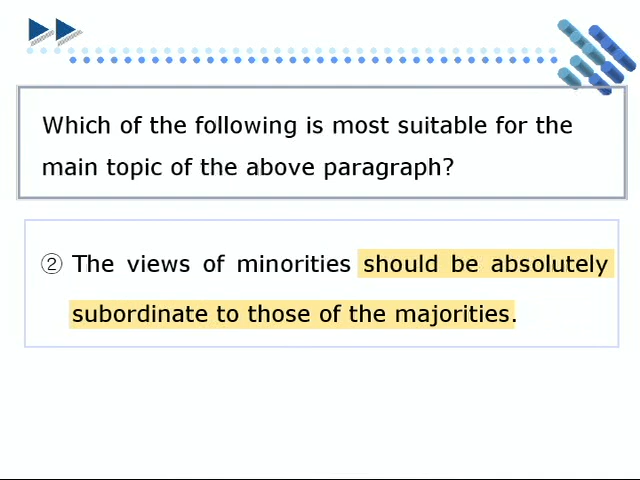 Which of the following is most suitable for the
main topic of the above paragraph?
② The views of minorities should be absolutely
subordinate to those of the majorities.